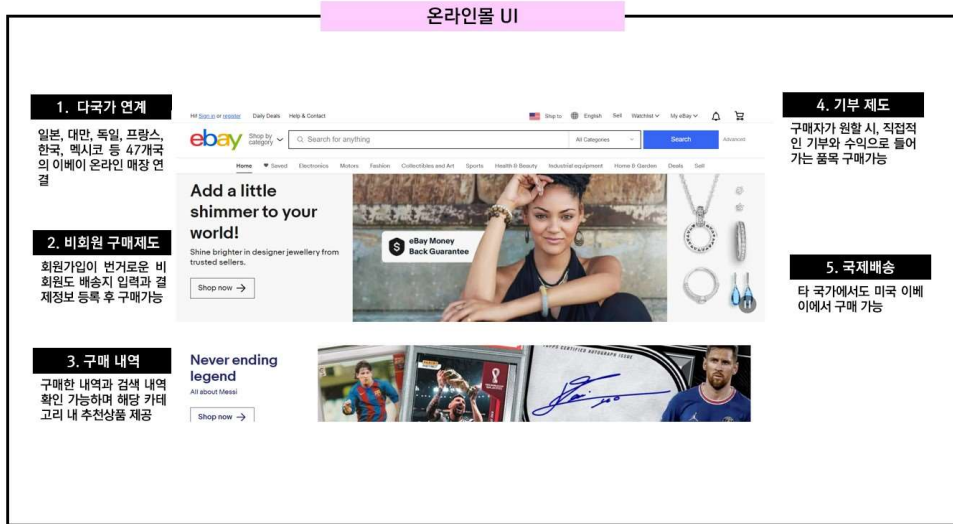 온라인몰 UI
1. 다국가 연계
일본, 대만, 독일, 프랑스,
한국, 멕시코 등 47개국
의 이베이 온라인 매장 연
결
2. 비회원 구매제도
회원가입이 번거로운 비
회원도 배송지 입력과 결
제정보 등록 후 구매가능
3. 구매 내역
구매한 내역과 검색 내역
확인 가능하며 해당 카테
고리 내 추천상품 제공
Hi! Sign in or register Daily Deals Help & Contact
Ship to English Sell Watchlist My eBay
ebay
Shop by
category
Search for anything
All Categories
Search
Advanced
Home Saved Electronics Motors Fashion Collectibles and Art Sports Health & Beauty Industrial equipment Home & Garden Deals Sell
Add a little
shimmer to your
world!
Shine brighter in designer jewellery from
trusted sellers.
Shop now
$
eBay Money
Back Guarantee
Never ending
legend
All about Messi
Shop now
CERTIFIED AUTOGRAPH ISSUE
4. 기부 제도
구매자가 원할 시, 직접적
인 기부와 수익으로 들어
가는 품목 구매가능
5. 국제배송
타 국가에서도 미국 이베
이에서 구매 가능